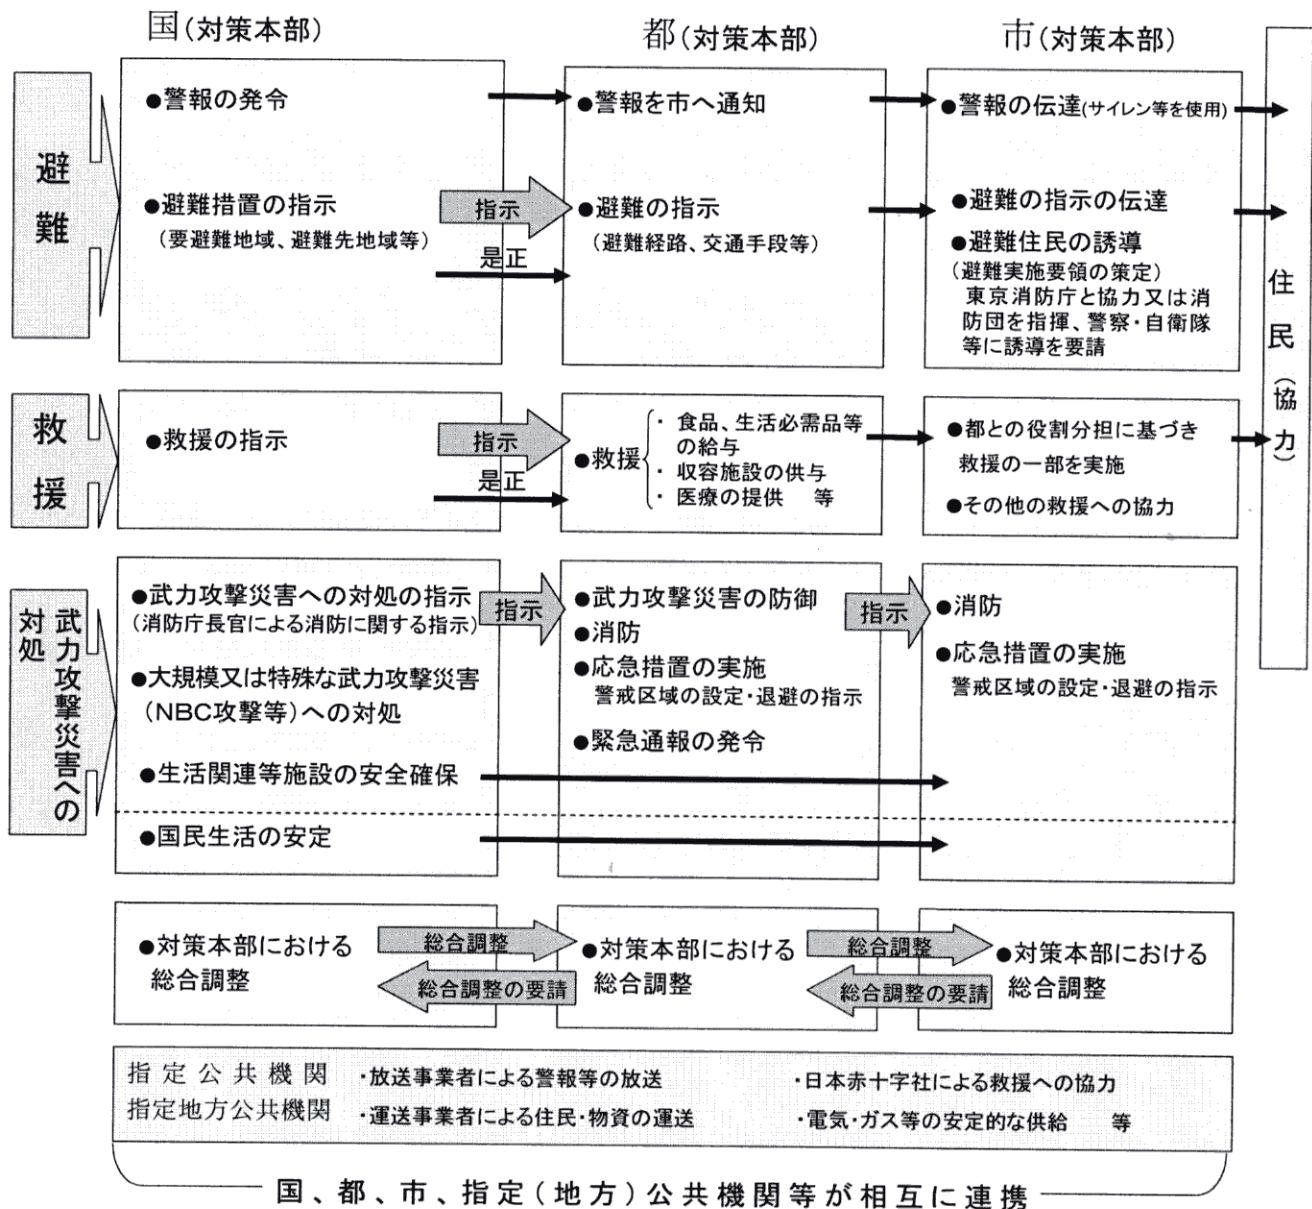 国(対策本部)
都(対策本部)
市(対策本部)
避難
●警報の発令
●避難措置の指示
(要避難地域、避難先地域等)
指示
是正
●警報を市へ通知
●避難の指示
(避難経路、交通手段等)
●警報の伝達(サイレン等を使用)
●避難の指示の伝達
●避難住民の誘導
(避難実施要領の策定)
東京消防庁と協力又は消
防団を指揮、警察・自衛隊
等に誘導を要請
住民(協力)
救援
●救援の指示
指示
是正
●救援
・ 食品、生活必需品等
の給与
・ 収容施設の供与
・ 医療の提供 等
●都との役割分担に基づき
救援の一部を実施
●その他の救援への協力
武力攻撃災害への
対処
●武力攻撃災害への対処の指示
(消防庁長官による消防に関する指示)
●大規模又は特殊な武力攻撃災害
(NBC攻撃等)への対処
●生活関連等施設の安全確保
●国民生活の安定
指示
●武力攻撃災害の防御
●消防
●応急措置の実施
警戒区域の設定・退避の指示
●緊急通報の発令
指示
●消防
●応急措置の実施
警戒区域の設定・退避の指示
●対策本部における
総合調整
総合調整
総合調整の要請
●対策本部における
総合調整
総合調整
総合調整の要請
●対策本部における
総合調整
指定公共機関
指定地方公共機関
・放送事業者による警報等の放送
・日本赤十字社による救援への協力
・運送事業者による住民・物資の運送
・電気・ガス等の安定的な供給 等
国、都、市、指定(地方)公共機関等が相互に連携